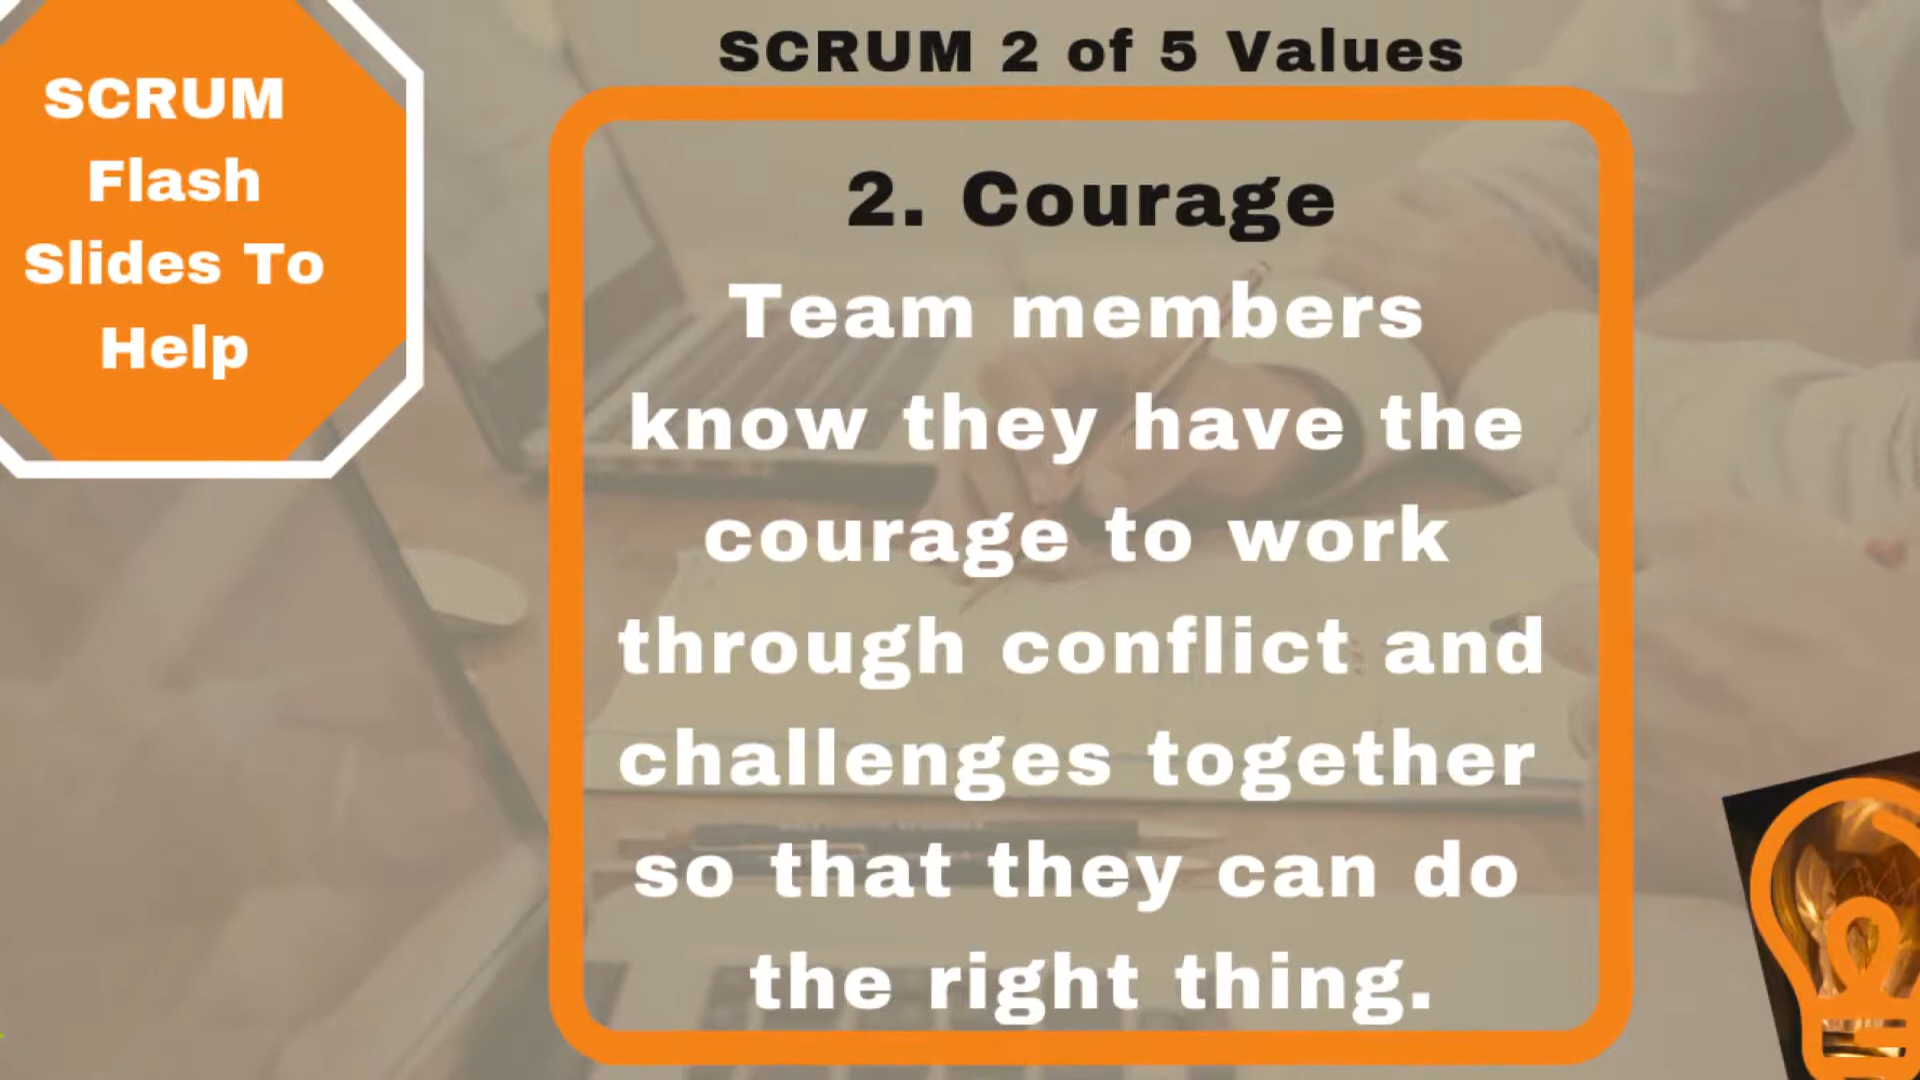 SCRUM
Flash
Slides To
Help
SCRUM 2 of 5 Values
2. Courage
Team members
know they have the
courage to work
through conflict and
challenges together
so that they can do
the right thing.